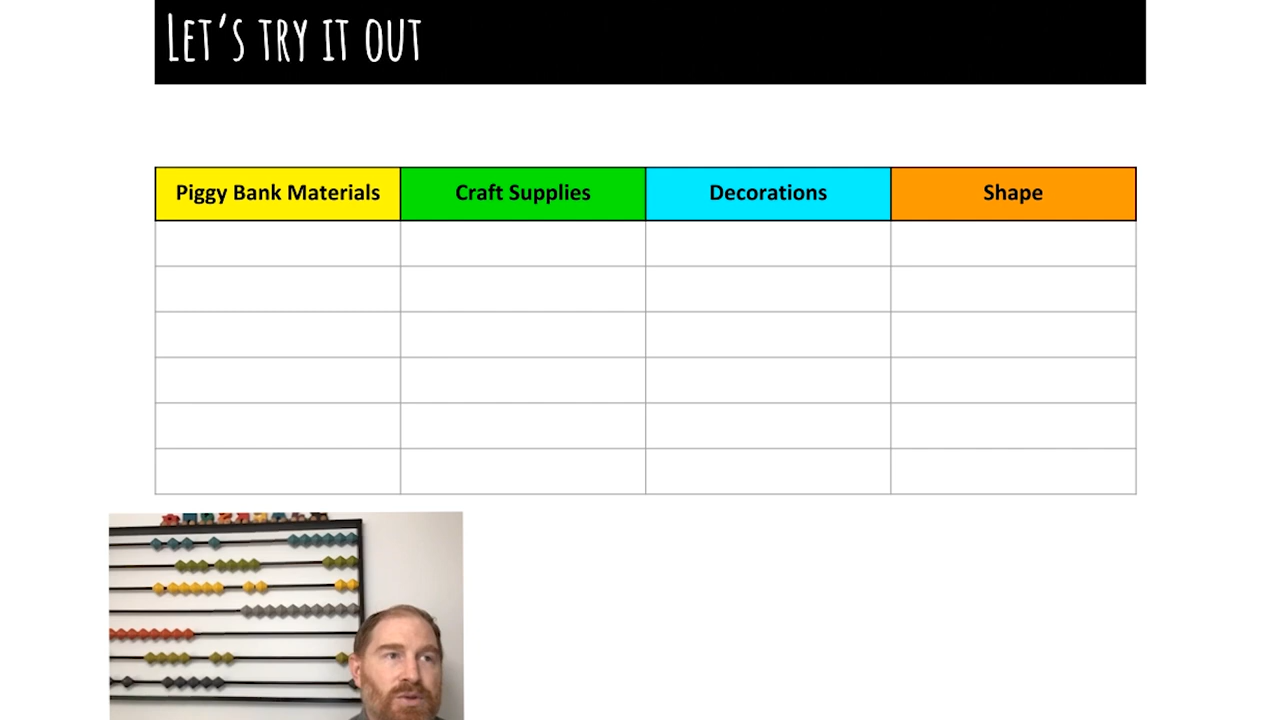 Let's try it out
Piggy Bank Materials Craft Supplies Decorations Shape